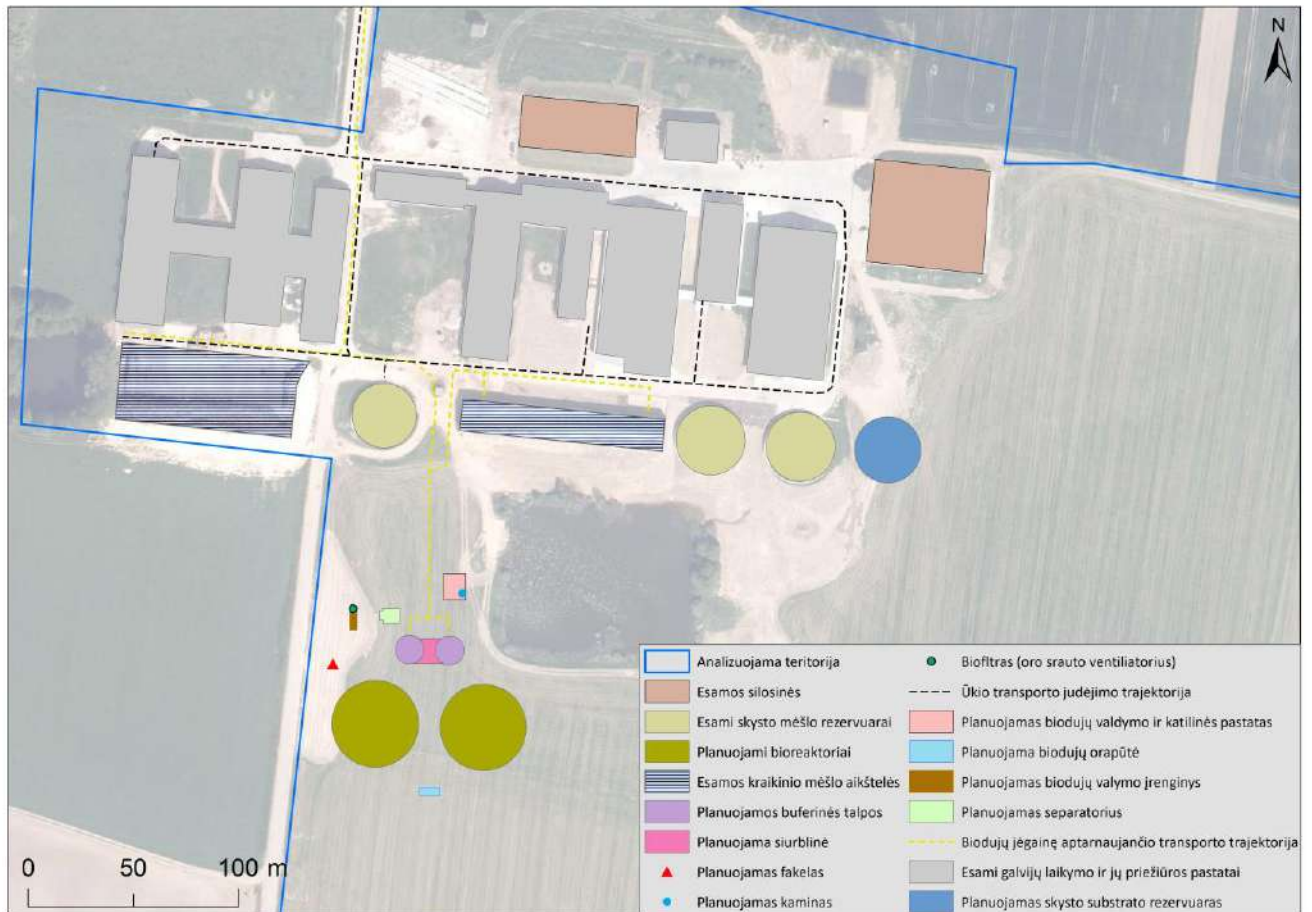 N
Analizuojama teritorija
Esamos silosinės
Esami skysto mėšlo rezervuarai
Planuojami bioreaktoriai
Esamos kraikinio mėšlo aikštelės
Planuojamos buferinės talpos
Planuojama siurblinė
Planuojamas fakelas
Planuojamas kaminas
Biofltras (oro srauto ventiliatorius)
Ūkio transporto judėjimo trajektorija
Planuojamas biodujų valdymo ir katilinės pastatas
Planuojama biodujų orapūtė
Planuojamas biodujų valymo įrenginys
Planuojamas separatorius
Biodujų jėgainę aptarnaujančio transporto trajektorija
Esami galvijų laikymo ir jų priežiūros pastatai
Planuojamas skysto substrato rezervuaras
0 50 100 m